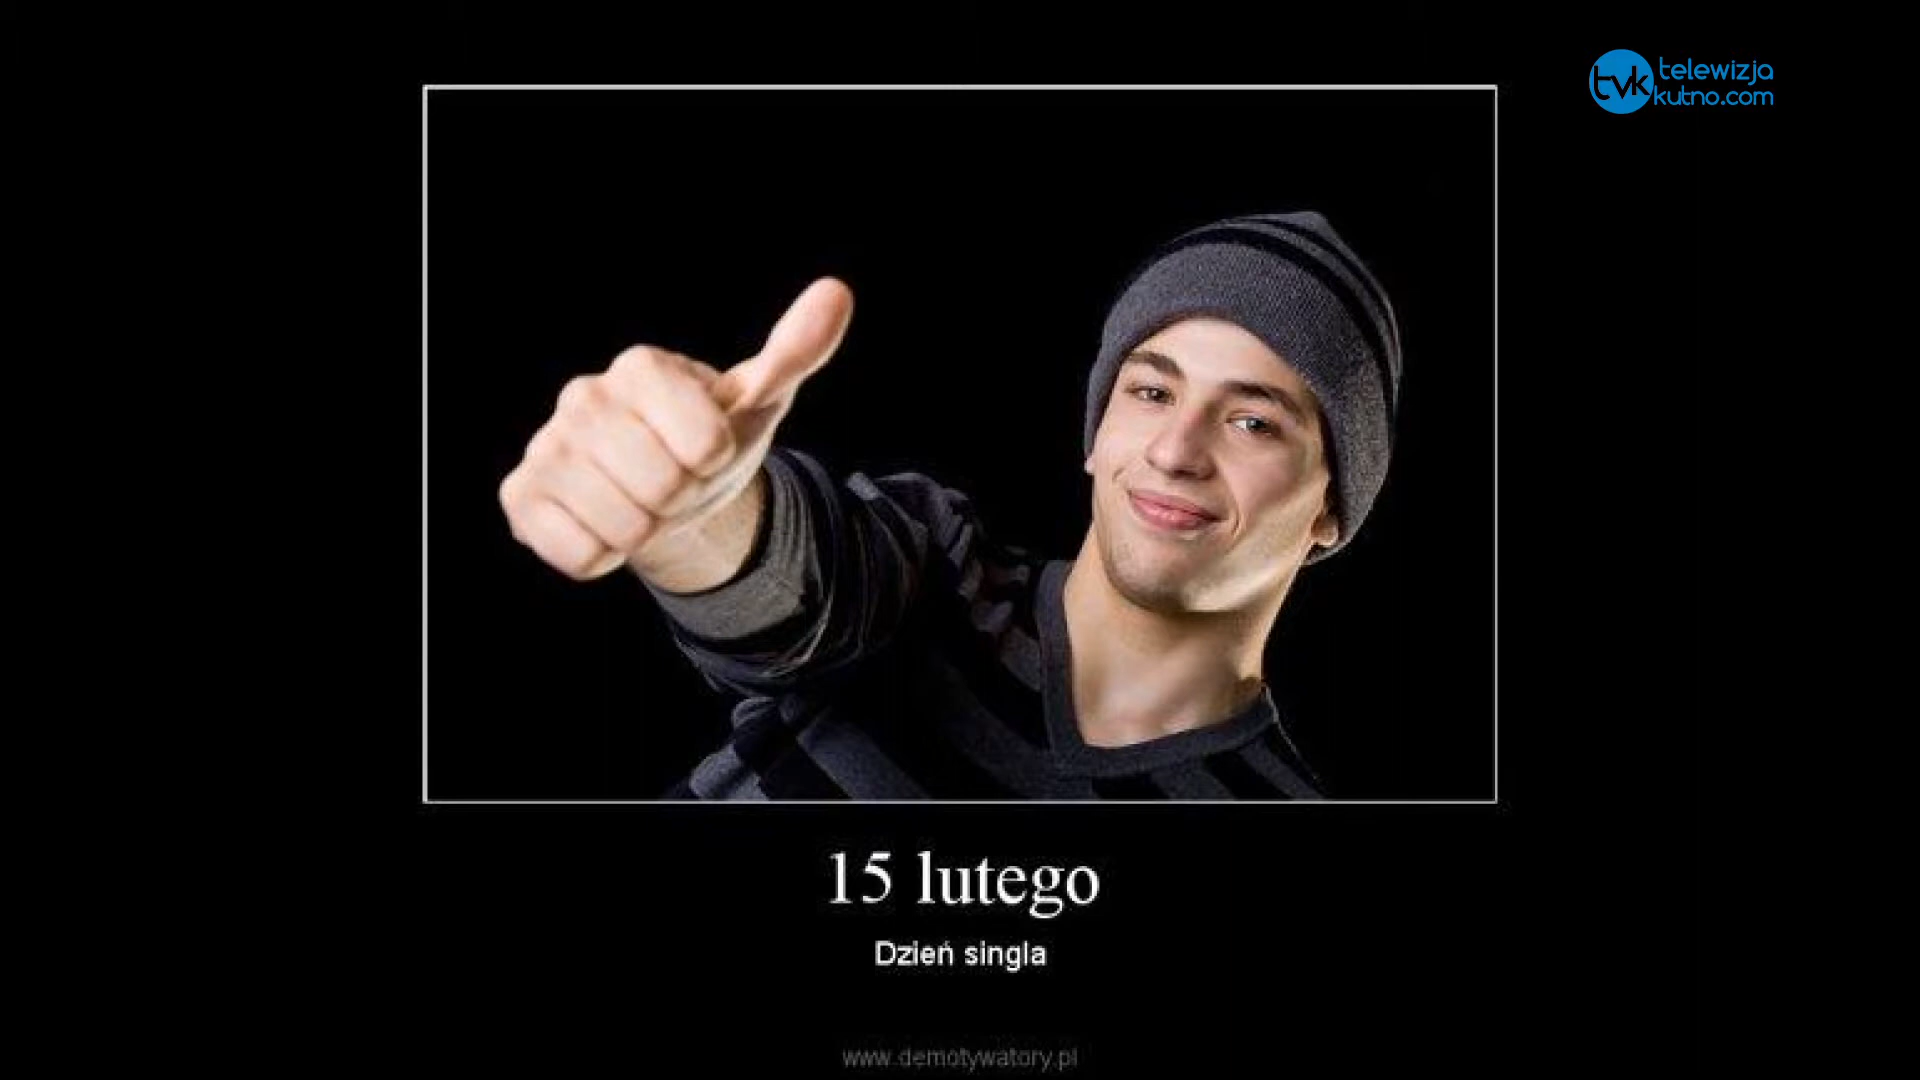 tvk telewizja
kutno.com
15 lutego
Dzień singla
www.demotywatory.pl